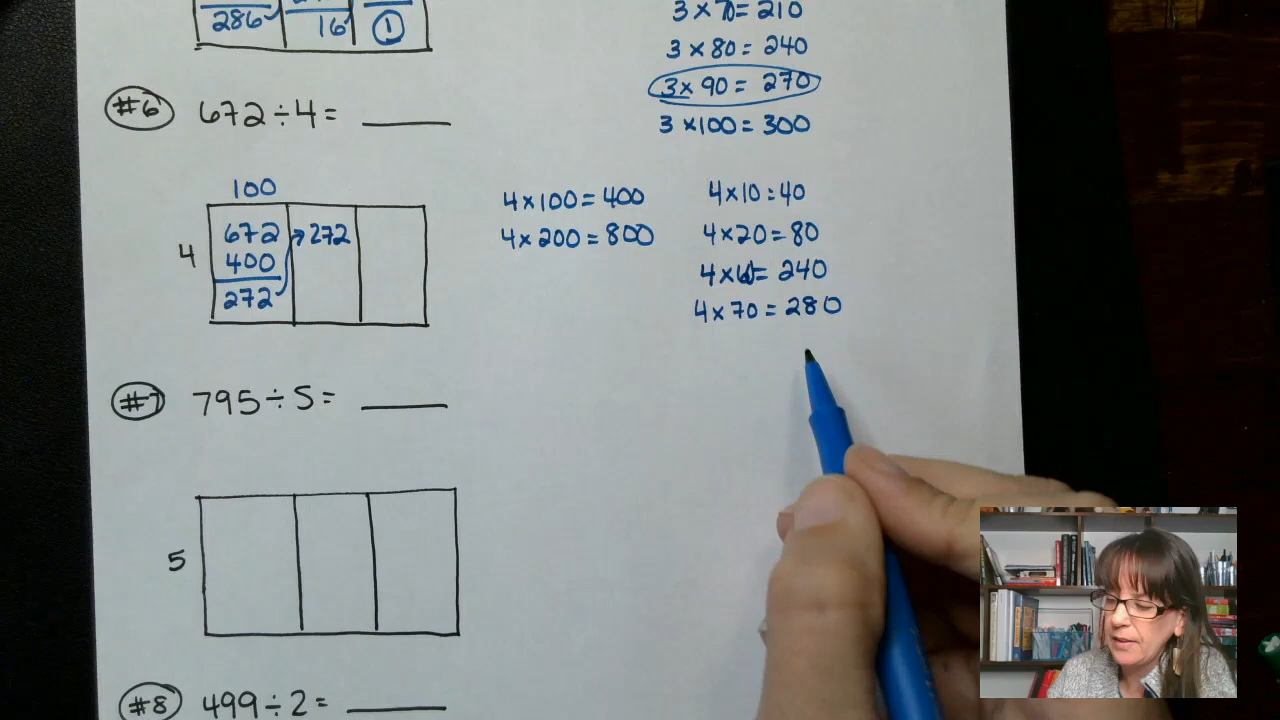 286 16 1
3 x 70 = 210
3 x 80 = 240
3 x 90 = 270
3 x 100 = 300
#6 672 ÷ 4 = ____
100
4 672 272
400
272
4 x 100 = 400
4 x 200 = 800
4 x 10 = 40
4 x 20 = 80
4 x 60 = 240
4 x 70 = 280
#7 795 ÷ 5 = ____
5
#8 499 ÷ 2 = ____